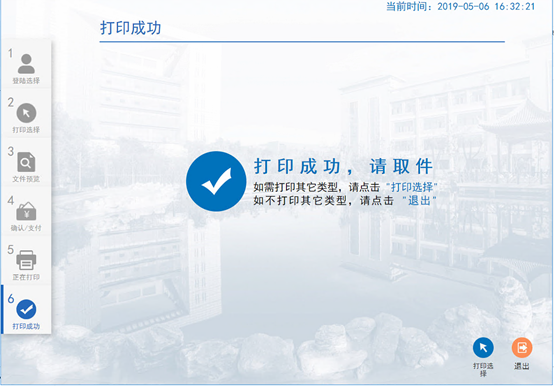 当前时间: 2019-05-06 16:32:21
打印成功
1
登陆选择
2
打印选择
3
文件预览
4
确认/支付
5
正在打印
6
打印成功
打印成功，请取件
如需打印其它类型，请点击 "打印选择"
如不打印其它类型，请点击 "退出"
打印选
择
退出